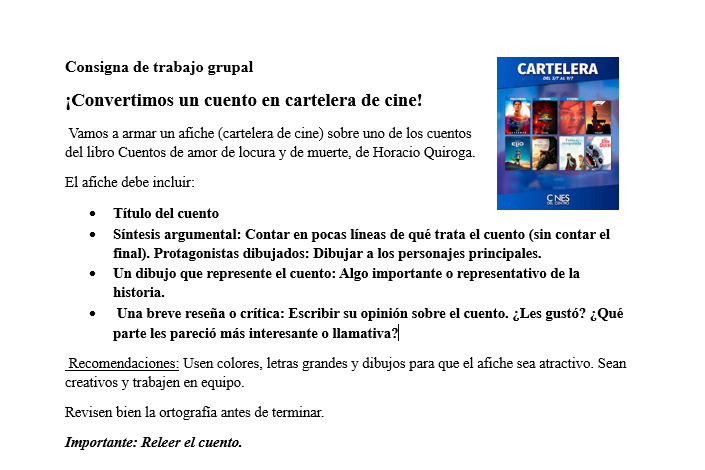 Consigna de trabajo grupal
¡Convertimos un cuento en cartelera de cine!
Vamos a armar un afiche (cartelera de cine) sobre uno de los cuentos
del libro Cuentos de amor de locura y de muerte, de Horacio Quiroga.
El afiche debe incluir:
• Título del cuento
• Síntesis argumental: Contar en pocas líneas de qué trata el cuento (sin contar el
final). Protagonistas dibujados: Dibujar a los personajes principales.
• Un dibujo que represente el cuento: Algo importante o representativo de la
historia.
• Una breve reseña o crítica: Escribir su opinión sobre el cuento. ¿Les gustó? ¿Qué
parte les pareció más interesante o llamativa?
Recomendaciones: Usen colores, letras grandes y dibujos para que el afiche sea atractivo. Sean
creativos y trabajen en equipo.
Revisen bien la ortografía antes de terminar.
Importante: Releer el cuento.
CARTELERA
DEL 3/7 AL 9/7
elio
CINES
DEL CENTRO